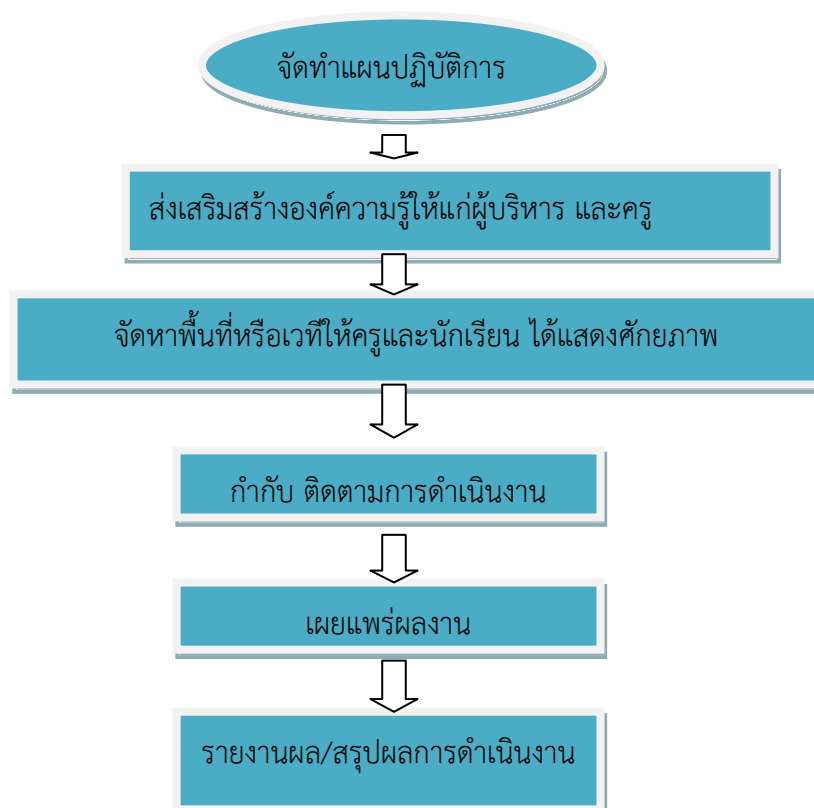 จัดทำแผนปฏิบัติการ
ส่งเสริมสร้างองค์ความรู้ให้แก่ผู้บริหาร และครู
จัดหาพื้นที่หรือเวทีให้ครูและนักเรียน ได้แสดงศักยภาพ
กำกับ ติดตามการดำเนินงาน
เผยแพร่ผลงาน
รายงานผล/สรุปผลการดำเนินงาน